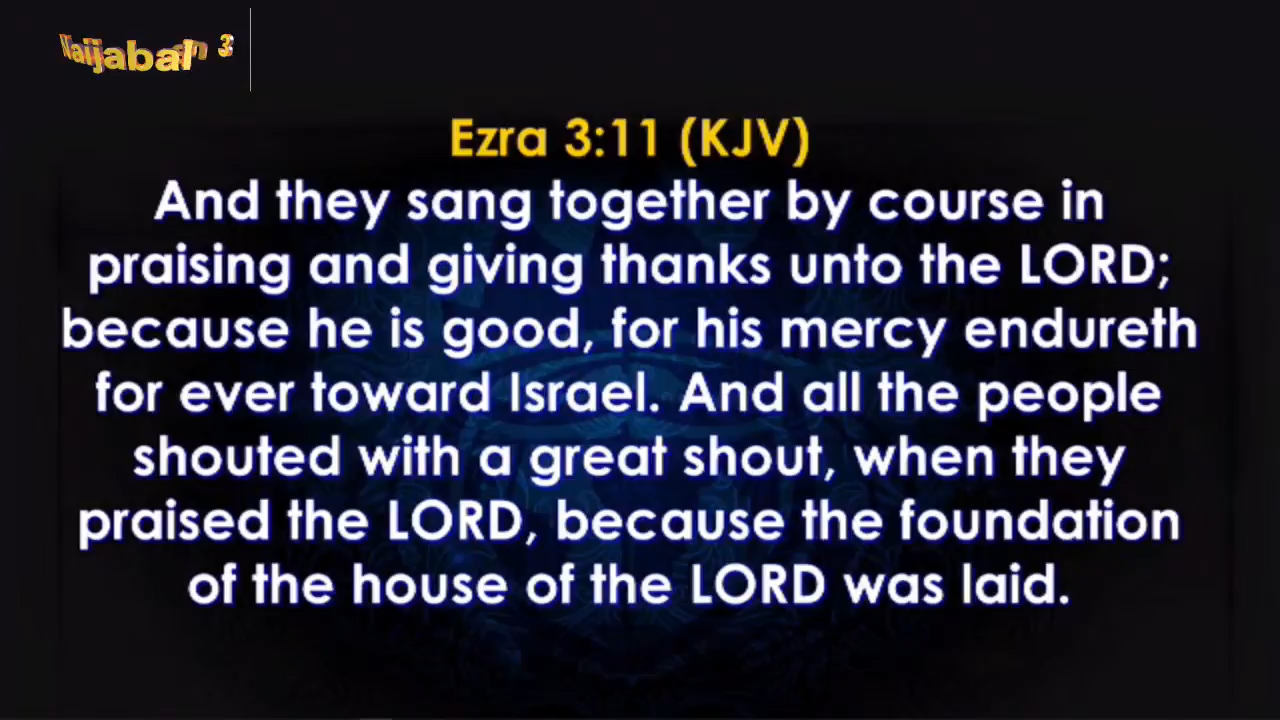 Ezra 3:11 (KJV)
And they sang together by course in
praising and giving thanks unto the LORD;
because he is good, for his mercy endureth
for ever toward Israel. And all the people
shouted with a great shout, when they
praised the LORD, because the foundation
of the house of the LORD was laid.